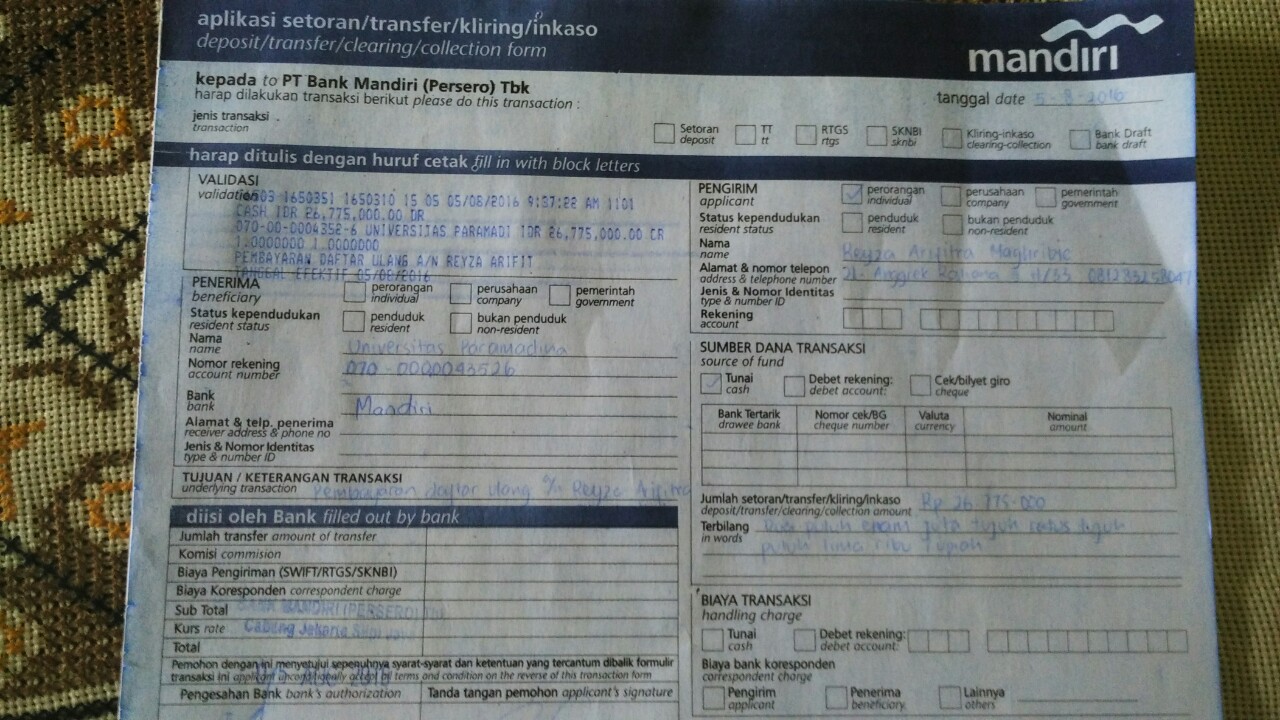 aplikasi setoran/transfer/kliring/inkaso
deposit/transfer/clearing/collection form
mandiri
kepada to PT Bank Mandiri (Persero) Tbk
harap dilakukan transaksi berikut please do this transaction :
tanggal date 5-8-2016
jenis transaksi
transaction
Setoran
deposit
TT
tt
RTGS
rtgs
SKNBI
sknbi
Kliring-inkaso
clearing-collection
Bank Draft
bank draft
harap ditulis dengan huruf cetak fill in with block letters
VALIDASI
validation
1650351 1650310 15 05 05/08/2016 9:37:22 AM 1101
CASH IDR 26,775,000.00 DR
070-00-0004352-6 UNIVERSITAS PARAMADI IDR 26,775,000.00 CR
1.0000000 1.0000000
PEMBAYARAN DAFTAR ULANG A/N REYZA ARIFIT
TANGGAL EFEKTIF 05/08/2016
PENERIMA
beneficiary
perorangan
individual
perusahaan
company
pemerintah
government
Status kependudukan
resident status
penduduk
resident
bukan penduduk
non-resident
Nama
name
Universitas Paramadina
Nomor rekening
account number
070 - 0000043526
Bank
bank
Mandiri
Alamat & telp. penerima
receiver address & phone no
Jenis & Nomor Identitas
type & number ID
TUJUAN / KETERANGAN TRANSAKSI
underlying transaction
Pembayaran daftar ulang a/n Reyza Arifitra
diisi oleh Bank filled out by bank
Jumlah transfer amount of transfer
Komisi commision
Biaya Pengiriman (SWIFT/RTGS/SKNBI)
Biaya Koresponden correspondent charge
Sub Total
BANK MANDIRI (PERSERO)
Kurs rate
Cabang Jakarta
Total
Pemohon dengan ini menyetujui sepenuhnya syarat-syarat dan ketentuan yang tercantum dibalik formulir
transaksi ini applicant unconditionally accept all terms and condition on the reverse of this transaction form
Pengesahan Bank bank's authorization
Tanda tangan pemohon applicant's signature
PENGIRIM
applicant
perorangan
individual
perusahaan
company
pemerintah
government
Status kependudukan
resident status
penduduk
resident
bukan penduduk
non-resident
Nama
name
Reyza Arifitra Maghribie
Alamat & nomor telepon
address & telephone number
Jl. Anggrek
Jenis & Nomor Identitas
type & number ID
Rekening
account
SUMBER DANA TRANSAKSI
source of fund
Tunai
cash
Debet rekening:
debet account:
Cek/bilyet giro
cheque
Bank Tertarik
drawee bank
Nomor cek/BG
cheque number
Valuta
currency
Nominal
amount
Jumlah setoran/transfer/kliring/inkaso
deposit/transfer/clearing/collection amount
Rp 26.775.000
Terbilang
in words
Dua puluh enam juta tujuh ratus tujuh
puluh lima ribu rupiah
BIAYA TRANSAKSI
handling charge
Tunai
cash
Debet rekening:
debet account:
Biaya bank koresponden
correspondent charge
Pengirim
applicant
Penerima
beneficiary
Lainnya
others